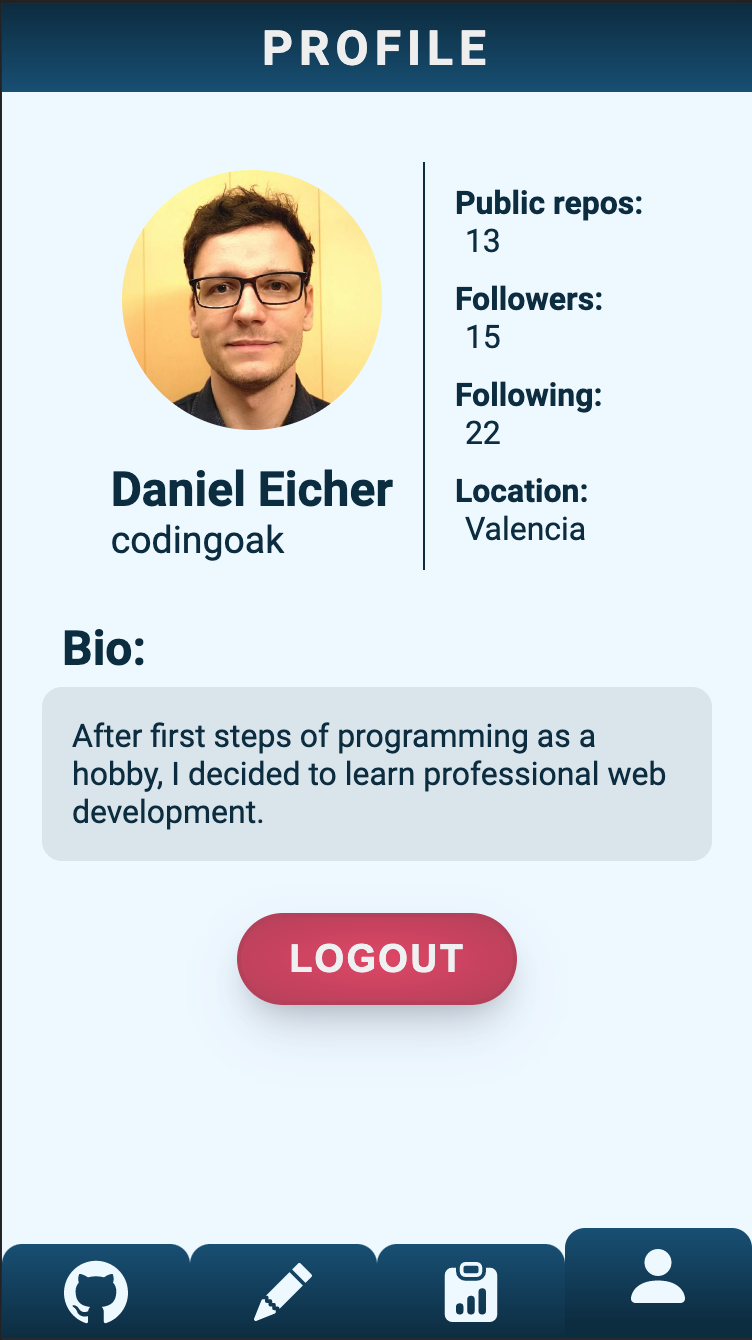 PROFILE
Daniel Eicher
codingoak
Public repos:
13
Followers:
15
Following:
22
Location:
Valencia
Bio:
After first steps of programming as a
hobby, I decided to learn professional web
development.
LOGOUT